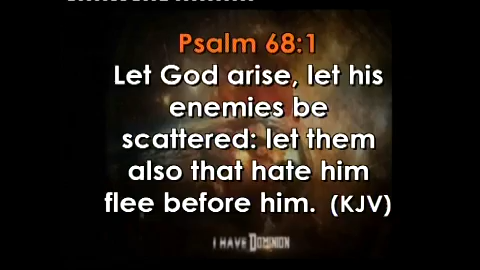 Psalm 68:1
Let God arise, let his
enemies be
scattered: let them
also that hate him
flee before him. (KJV)
I HAVE DOMINION